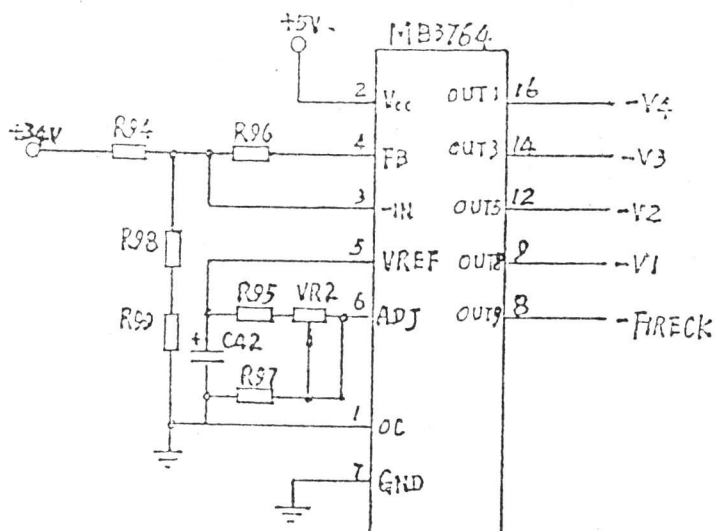 +5V
MB3764
2 Vcc OUT1 16 -V4
+34V R94 R96 4 FB OUT3 14 -V3
3 -IN OUT5 12 -V2
R98
5 VREF OUT8 9 -V1
R95 VR2 6 ADJ OUT9 8 -FIRECK
R99 + C42
R97
1 OC
7 GND